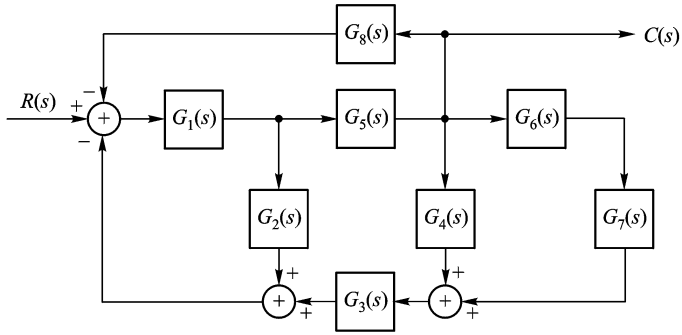 G₈(s)
C(s)
−
R(s)
+
+
G₁(s)
G₅(s)
G₆(s)
−
G₂(s)
G₄(s)
G₇(s)
+
+
+
+
G₃(s)
+
+